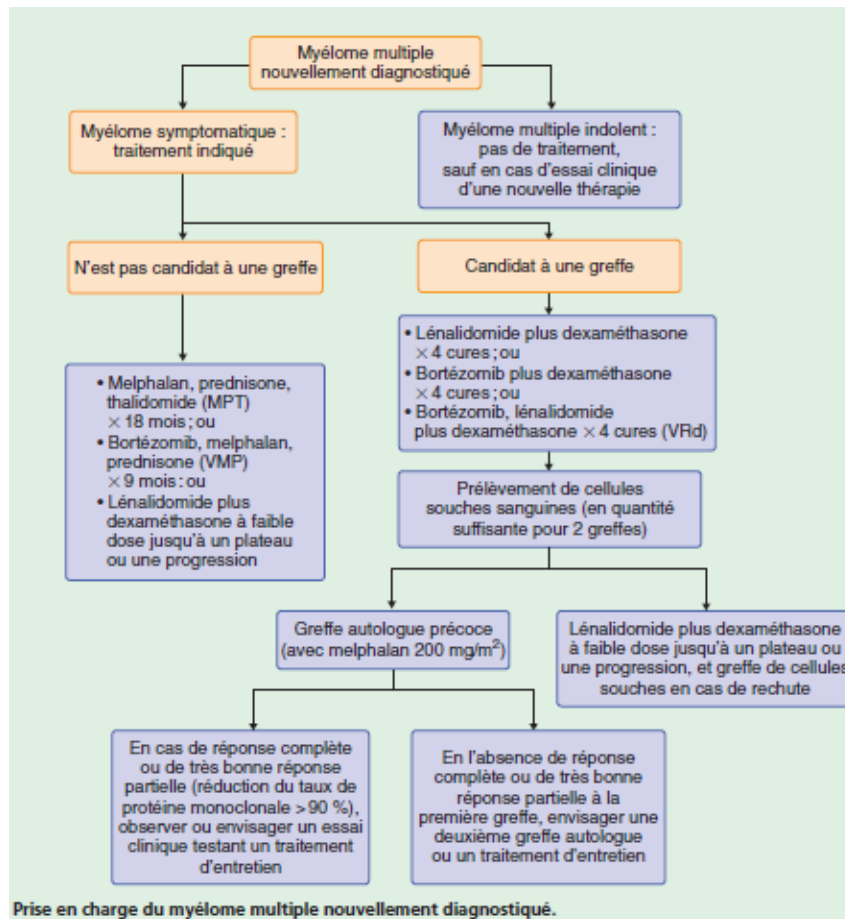 Myélome multiple
nouvellement diagnostiqué
Myélome symptomatique :
traitement indiqué
Myélome multiple indolent :
pas de traitement,
sauf en cas d'essai clinique
d'une nouvelle thérapie
N'est pas candidat à une greffe
Candidat à une greffe
• Melphalan, prednisone,
thalidomide (MPT)
× 18 mois ; ou
• Bortézomib, melphalan,
prednisone (VMP)
× 9 mois : ou
• Lénalidomide plus
dexaméthasone à faible
dose jusqu'à un plateau
ou une progression
• Lénalidomide plus dexaméthasone
× 4 cures ; ou
• Bortézomib plus dexaméthasone
× 4 cures ; ou
• Bortézomib, lénalidomide
plus dexaméthasone × 4 cures (VRd)
Prélèvement de cellules
souches sanguines (en quantité
suffisante pour 2 greffes)
Greffe autologue précoce
(avec melphalan 200 mg/m²)
Lénalidomide plus dexaméthasone
à faible dose jusqu'à un plateau ou
une progression, et greffe de cellules
souches en cas de rechute
En cas de réponse complète
ou de très bonne réponse
partielle (réduction du taux de
protéine monoclonale > 90 %),
observer ou envisager un essai
clinique testant un traitement
d'entretien
En l'absence de réponse
complète ou de très bonne
réponse partielle à la
première greffe, envisager une
deuxième greffe autologue
ou un traitement d'entretien
Prise en charge du myélome multiple nouvellement diagnostiqué.